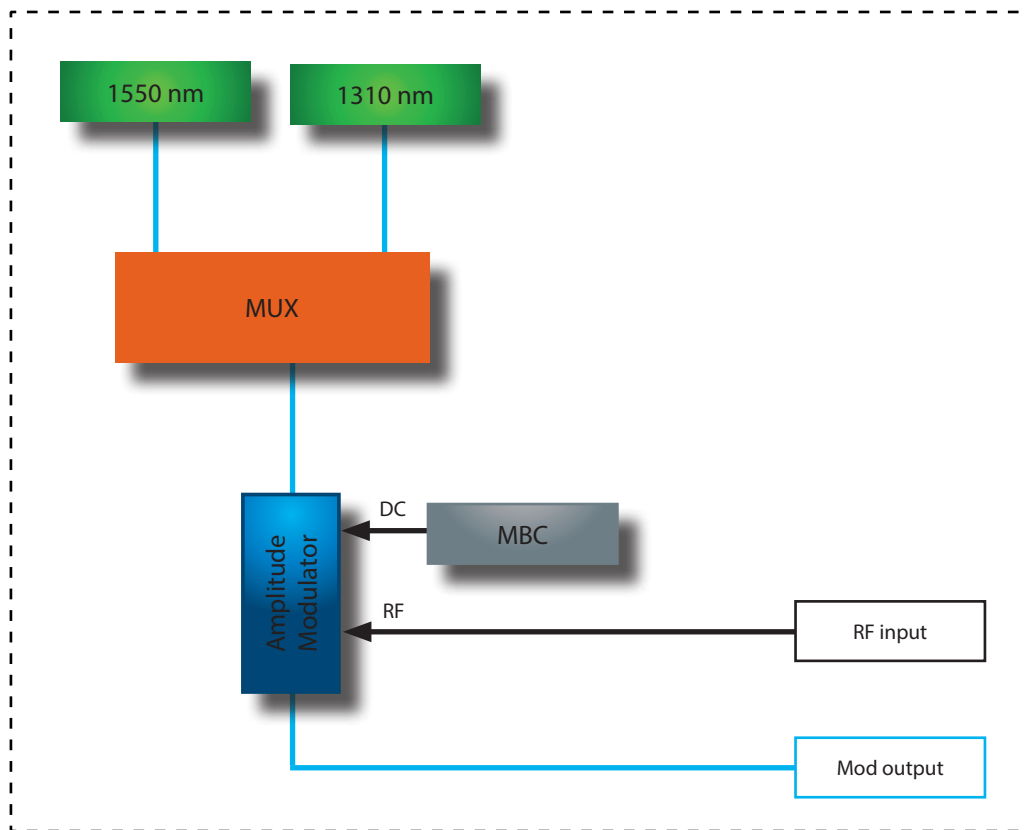 1550 nm
1310 nm
MUX
DC
MBC
Amplitude
Modulator
RF
RF input
Mod output